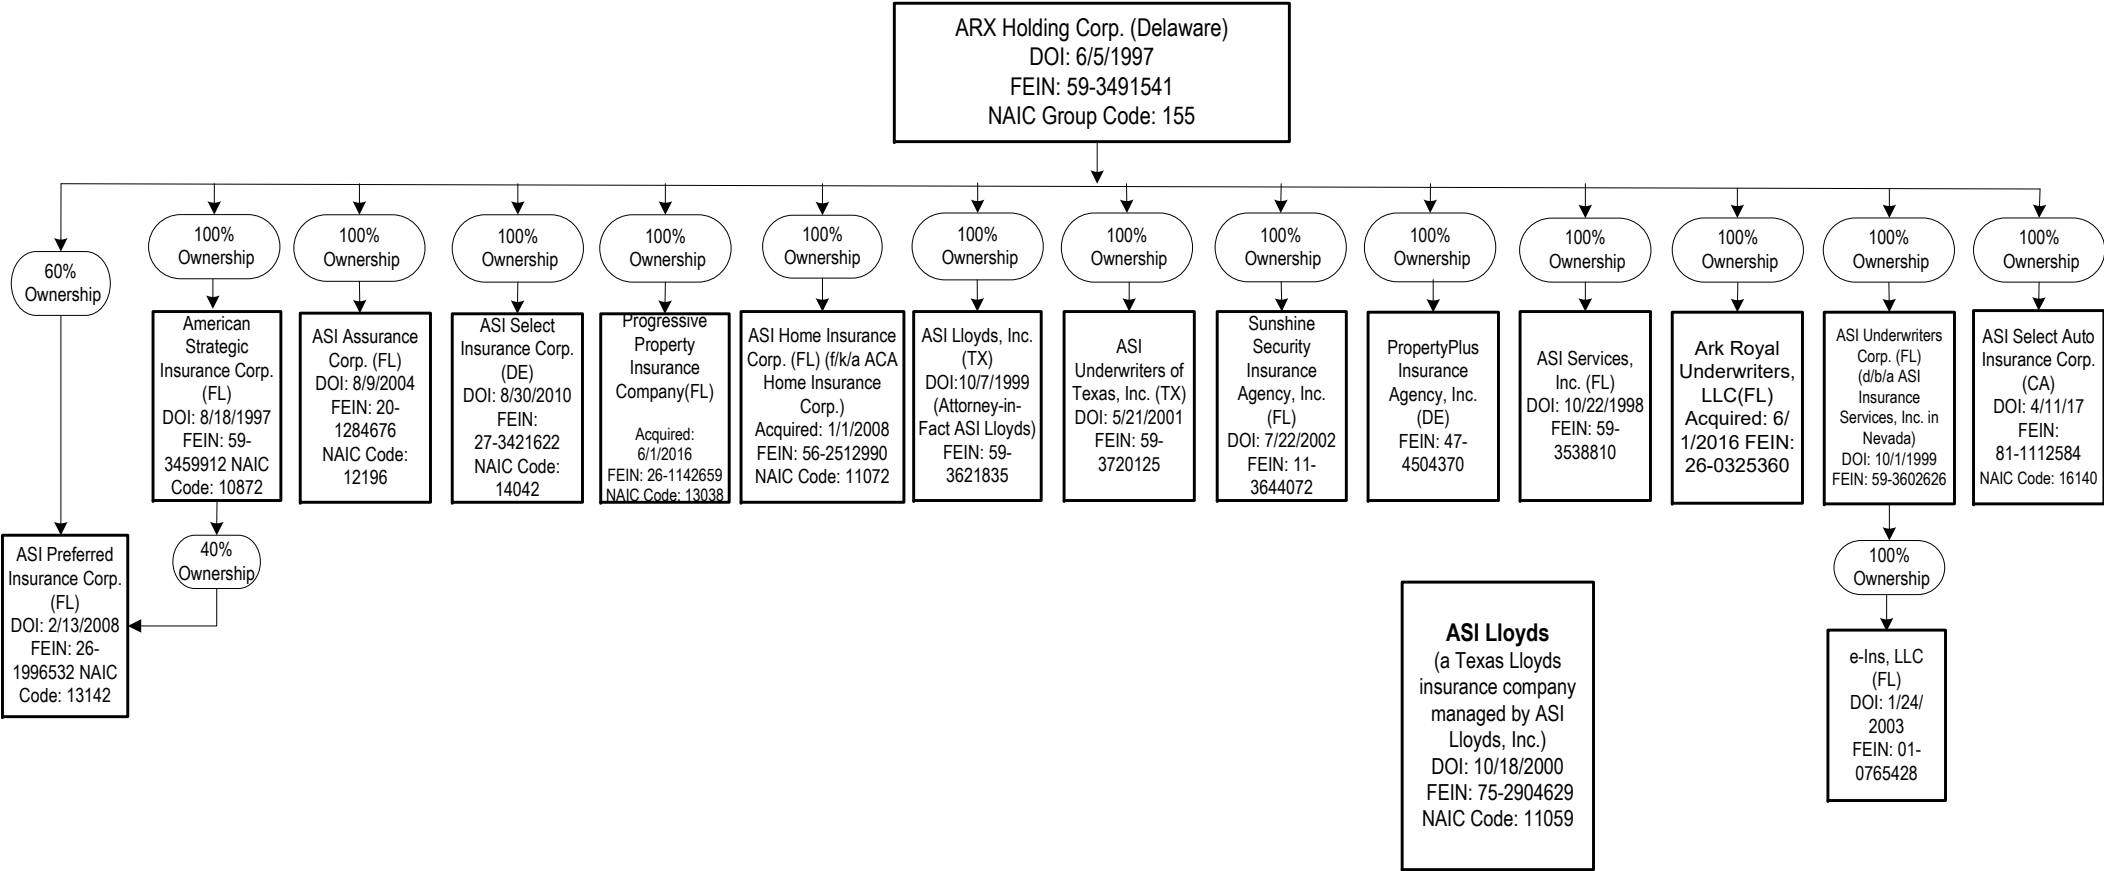 ARX Holding Corp. (Delaware)
DOI: 6/5/1997
FEIN: 59-3491541
NAIC Group Code: 155
60%
Ownership
100%
Ownership
100%
Ownership
100%
Ownership
100%
Ownership
100%
Ownership
100%
Ownership
100%
Ownership
100%
Ownership
100%
Ownership
100%
Ownership
100%
Ownership
100%
Ownership
100%
Ownership
American
Strategic
Insurance Corp.
(FL)
DOI: 8/18/1997
FEIN: 59-
3459912 NAIC
Code: 10872
ASI Assurance
Corp. (FL)
DOI: 8/9/2004
FEIN: 20-
1284676
NAIC Code:
12196
ASI Select
Insurance Corp.
(DE)
DOI: 8/30/2010
FEIN:
27-3421622
NAIC Code:
14042
Progressive
Property
Insurance
Company(FL)
Acquired:
6/1/2016
FEIN: 26-1142659
NAIC Code: 13038
ASI Home Insurance
Corp. (FL) (f/k/a ACA
Home Insurance
Corp.)
Acquired: 1/1/2008
FEIN: 56-2512990
NAIC Code: 11072
ASI Lloyds, Inc.
(TX)
DOI:10/7/1999
(Attorney-in-
Fact ASI Lloyds)
FEIN: 59-
3621835
ASI
Underwriters of
Texas, Inc. (TX)
DOI: 5/21/2001
FEIN: 59-
3720125
Sunshine
Security
Insurance
Agency, Inc.
(FL)
DOI: 7/22/2002
FEIN: 11-
3644072
PropertyPlus
Insurance
Agency, Inc.
(DE)
FEIN: 47-
4504370
ASI Services,
Inc. (FL)
DOI: 10/22/1998
FEIN: 59-
3538810
Ark Royal
Underwriters,
LLC(FL)
Acquired: 6/
1/2016 FEIN:
26-0325360
ASI Underwriters
Corp. (FL)
(d/b/a ASI
Insurance
Services, Inc. in
Nevada)
DOI: 10/1/1999
FEIN: 59-3602626
ASI Select Auto
Insurance Corp.
(CA)
DOI: 4/11/17
FEIN:
81-1112584
NAIC Code: 16140
ASI Preferred
Insurance Corp.
(FL)
DOI: 2/13/2008
FEIN: 26-
1996532 NAIC
Code: 13142
40%
Ownership
100%
Ownership
ASI Lloyds
(a Texas Lloyds
insurance company
managed by ASI
Lloyds, Inc.)
DOI: 10/18/2000
FEIN: 75-2904629
NAIC Code: 11059
e-Ins, LLC
(FL)
DOI: 1/24/
2003
FEIN: 01-
0765428